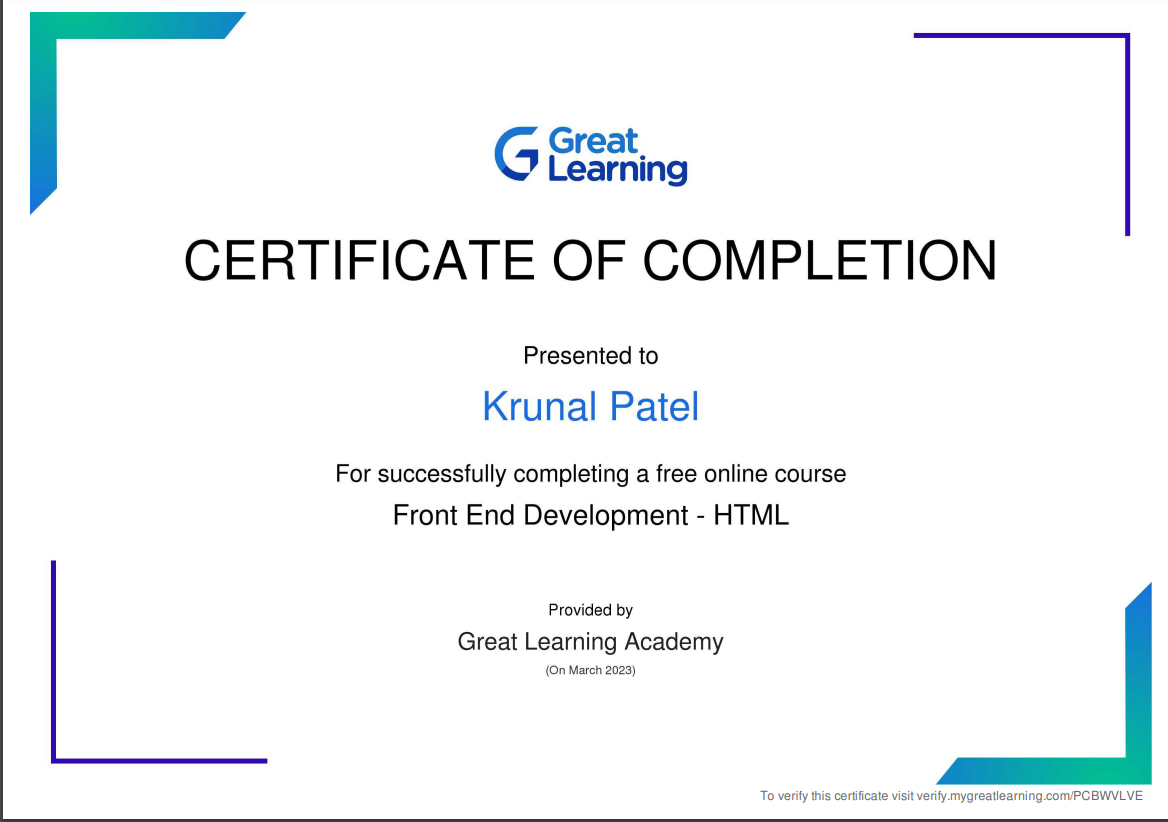 Great
Learning
CERTIFICATE OF COMPLETION
Presented to
Krunal Patel
For successfully completing a free online course
Front End Development - HTML
Provided by
Great Learning Academy
(On March 2023)
To verify this certificate visit verify.mygreatlearning.com/PCBWVLVE